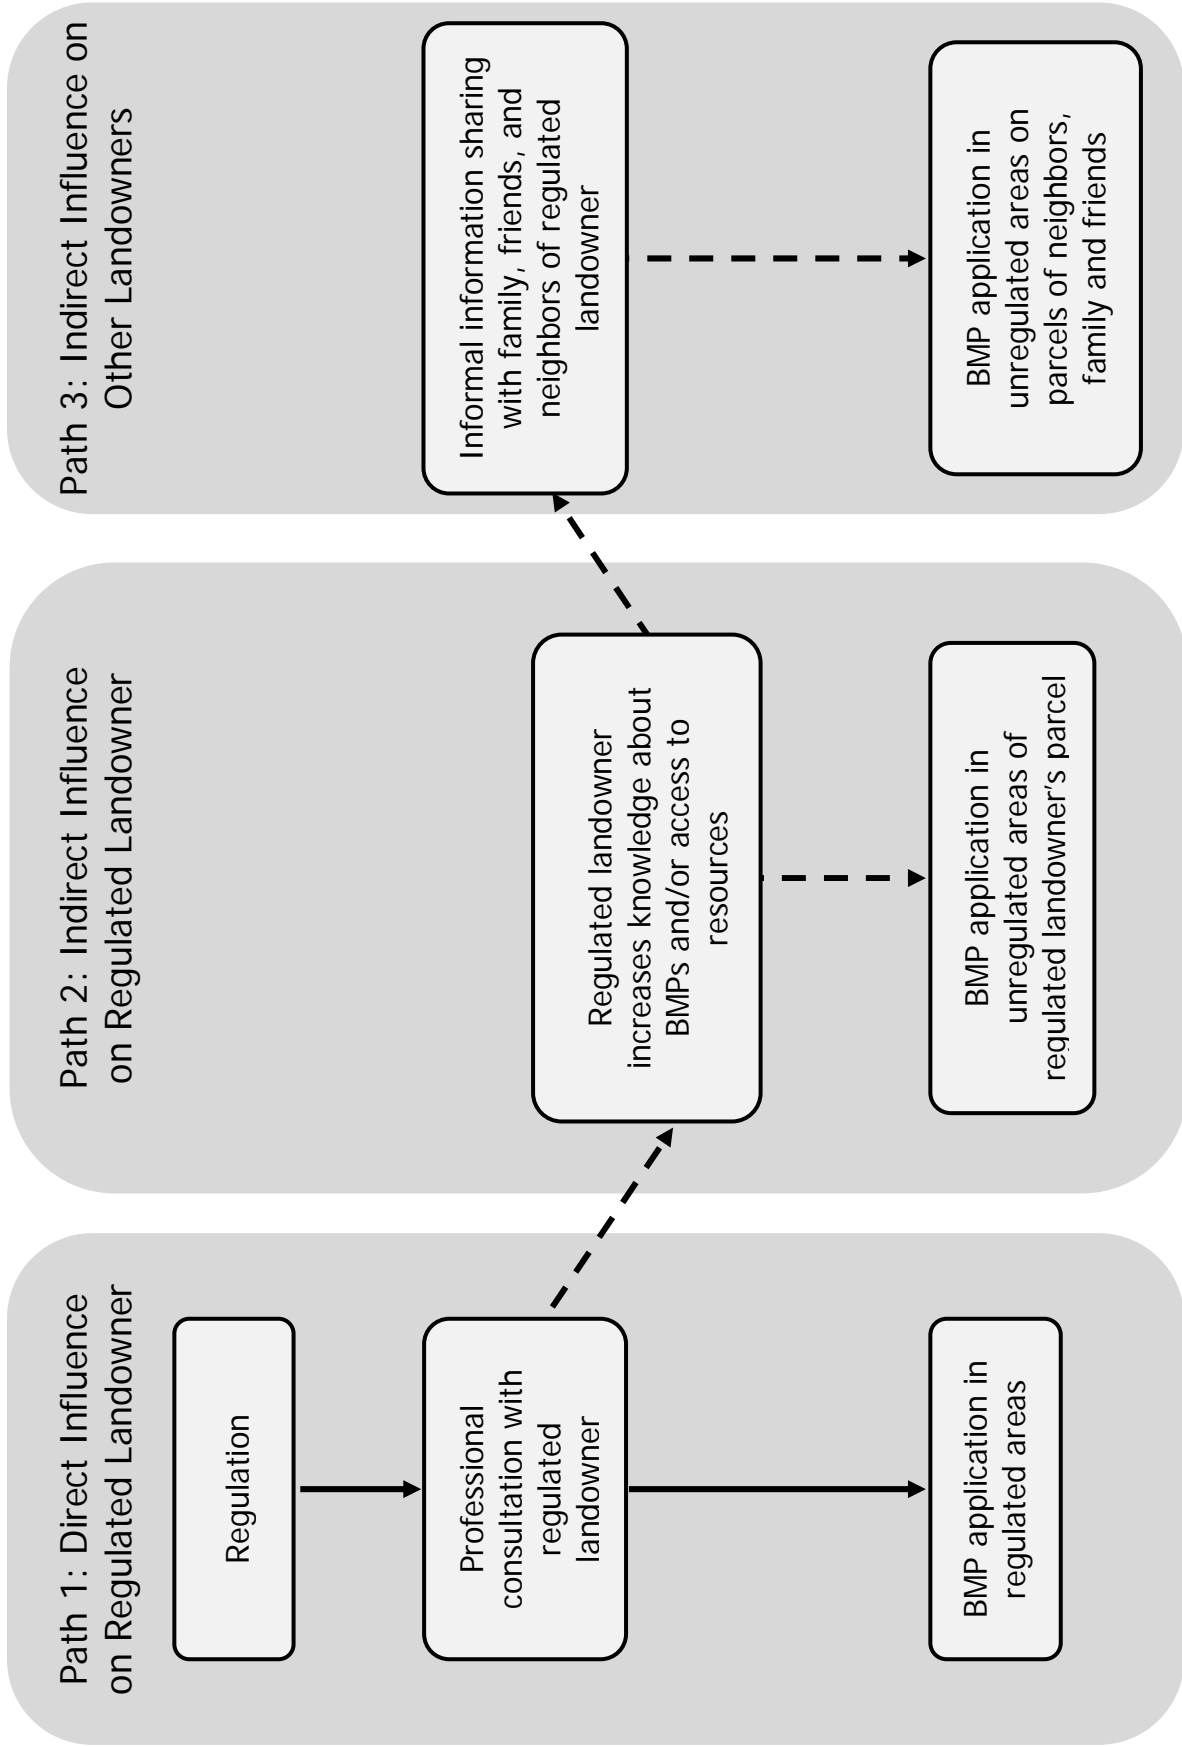 Path 1: Direct Influence
on Regulated Landowner
Regulation
Professional
consultation with
regulated
landowner
BMP application in
regulated areas
Path 2: Indirect Influence
on Regulated Landowner
Regulated landowner
increases knowledge about
BMPs and/or access to
resources
BMP application in
unregulated areas of
regulated landowner's parcel
Path 3: Indirect Influence on
Other Landowners
Informal information sharing
with family, friends, and
neighbors of regulated
landowner
BMP application in
unregulated areas on
parcels of neighbors,
family and friends